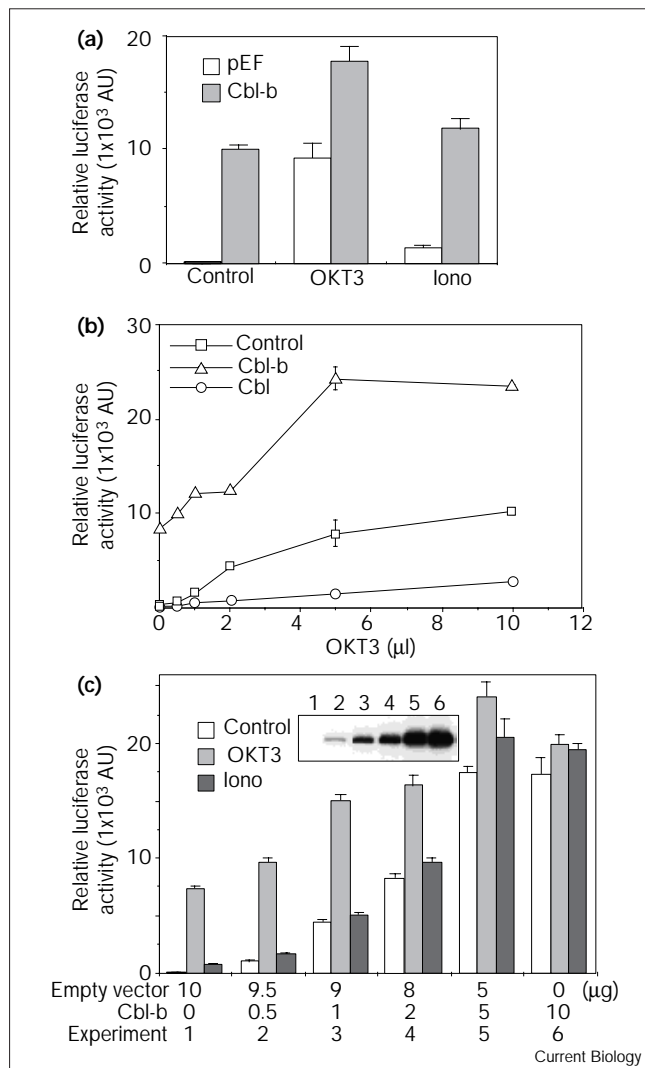 (a)
Relative luciferase
activity (1x10³ AU)
20
10
0
pEF
Cbl-b
Control OKT3 Iono
(b)
Relative luciferase
activity (1x10³ AU)
30
20
10
Control
Cbl-b
Cbl
0 2 4 6 8 10 12
OKT3 (µl)
(c)
Relative luciferase
activity (1x10³ AU)
20
10
0
Control
OKT3
Iono
1 2 3 4 5 6
Empty vector 10 9.5 9 8 5 0 (µg)
Cbl-b 0 0.5 1 2 5 10
Experiment 1 2 3 4 5 6
Current Biology